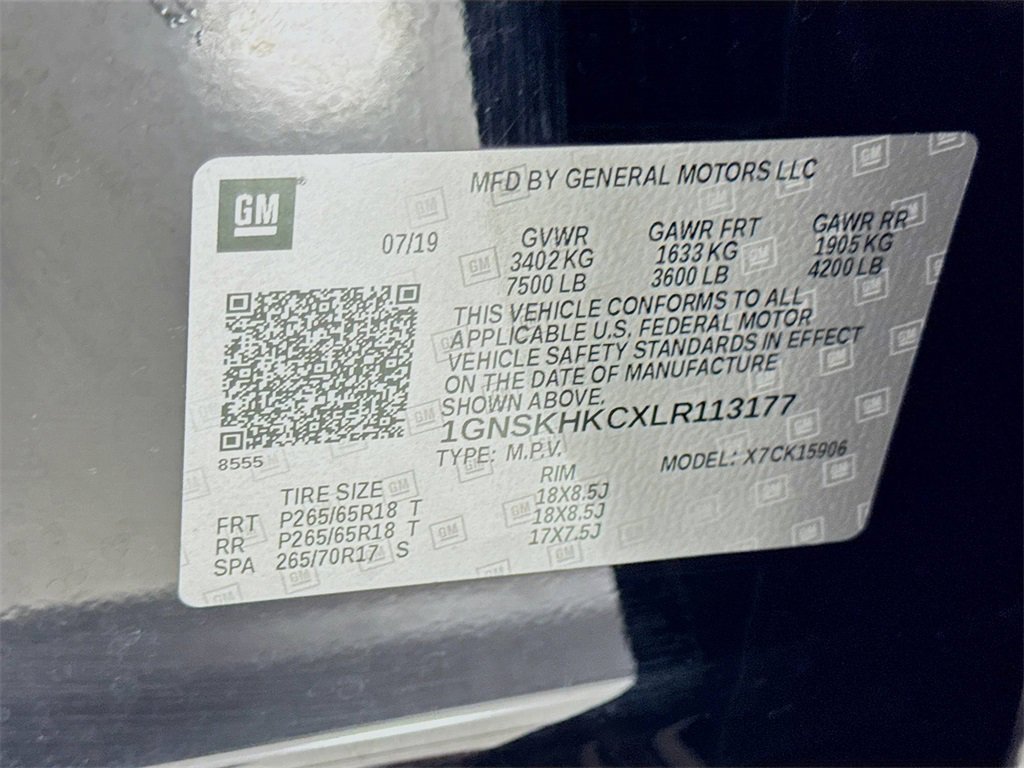 GM
MFD BY GENERAL MOTORS LLC
07/19
GVWR GAWR FRT GAWR RR
3402 KG 1633 KG 1905 KG
7500 LB 3600 LB 4200 LB
THIS VEHICLE CONFORMS TO ALL
APPLICABLE U.S. FEDERAL MOTOR
VEHICLE SAFETY STANDARDS IN EFFECT
ON THE DATE OF MANUFACTURE
SHOWN ABOVE.
1GNSKHKCXLR113177
8555
TYPE: M.P.V. MODEL: X7CK15906
TIRE SIZE RIM
FRT P265/65R18 T 18X8.5J
RR P265/65R18 T 18X8.5J
SPA 265/70R17 S 17X7.5J